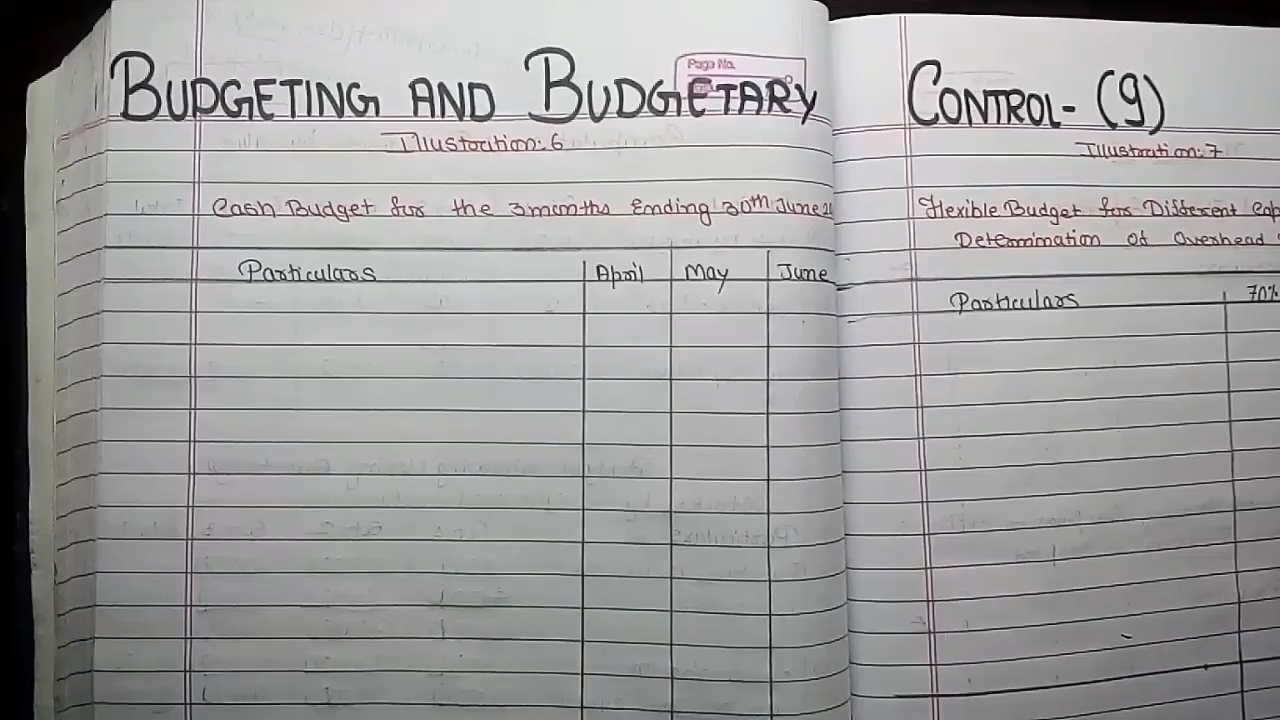 BUDGETING AND BUDGETARY CONTROL- (9)
Page No.
Illustration: 6
Cash Budget for the 3 months Ending 30th June
Particulars April May June
Illustration: 7
Flexible Budget for Different
Determination of Overhead
Particulars 70%